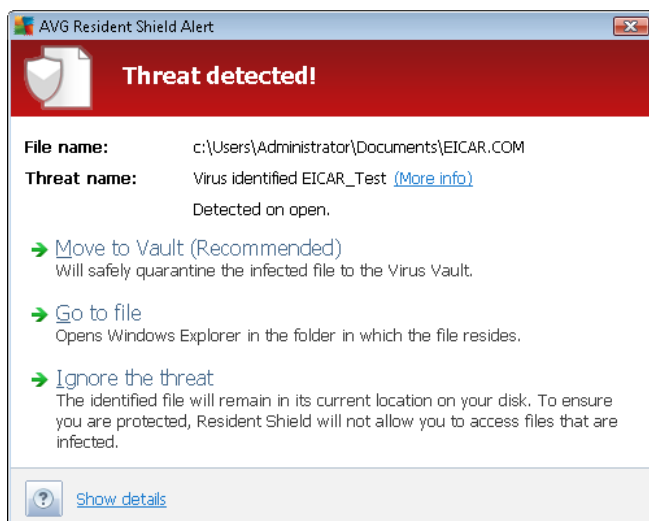 AVG Resident Shield Alert
Threat detected!
File name: c:\Users\Administrator\Documents\EICAR.COM
Threat name: Virus identified EICAR_Test (More info)
Detected on open.
Move to Vault (Recommended)
Will safely quarantine the infected file to the Virus Vault.
Go to file
Opens Windows Explorer in the folder in which the file resides.
Ignore the threat
The identified file will remain in its current location on your disk. To ensure
you are protected, Resident Shield will not allow you to access files that are
infected.
? Show details